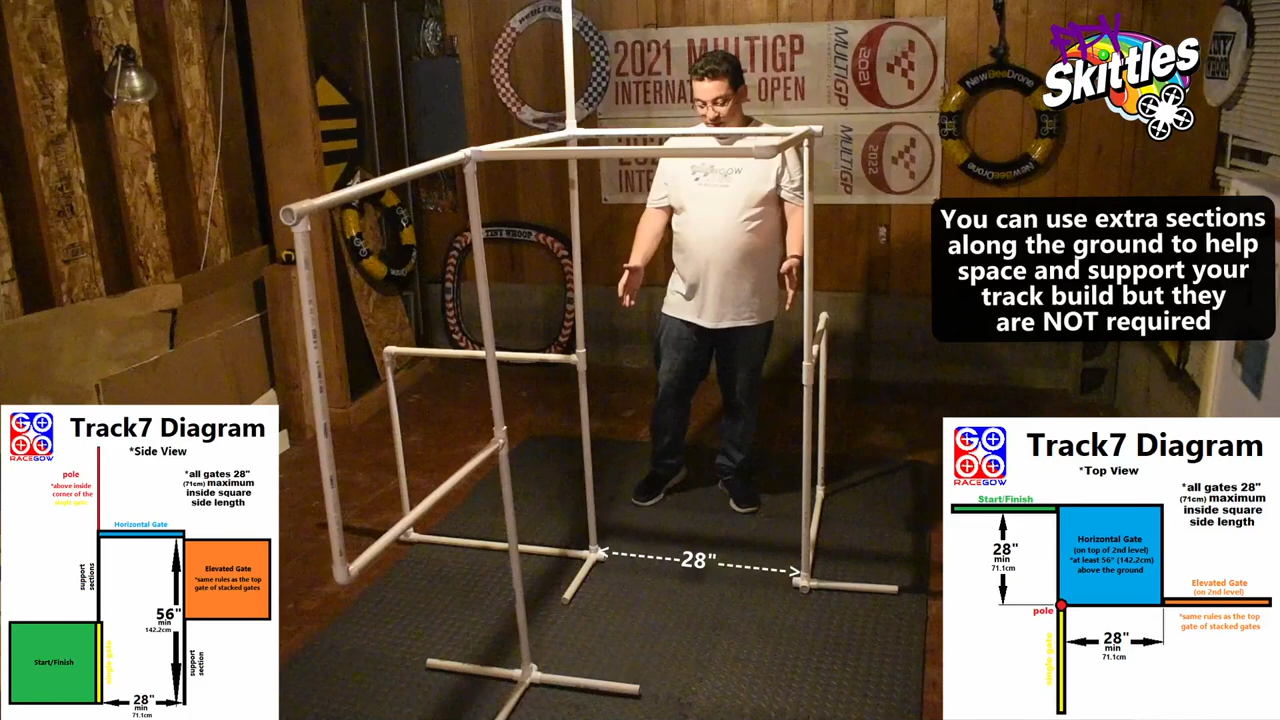 WEBLEEDFPV
2021 MULTIGP
INTERNATIONAL OPEN
MULTIGP
2021
MULTIGP
2022
NewBeeDrone
NewBeeDrone
FPV
Skittles
TINY WHOOP
You can use extra sections
along the ground to help
space and support your
track build but they
are NOT required
28"
RACEGOW
Track7 Diagram
*Side View
pole
*above inside
corner of the
single gate
*all gates 28"
(71cm) maximum
inside square
side length
Horizontal Gate
support
sections
Elevated Gate
*same rules as the top
gate of stacked gates
56"
min
142.2cm
Start/Finish
single gate
support
section
28"
min
71.1cm
RACEGOW
Track7 Diagram
*Top View
*all gates 28"
(71cm) maximum
inside square
side length
Start/Finish
28"
min
71.1cm
Horizontal Gate
(on top of 2nd level)
*at least 56" (142.2cm)
above the ground
Elevated Gate
(on 2nd level)
*same rules as the top
gate of stacked gates
pole
single gate
28"
min
71.1cm